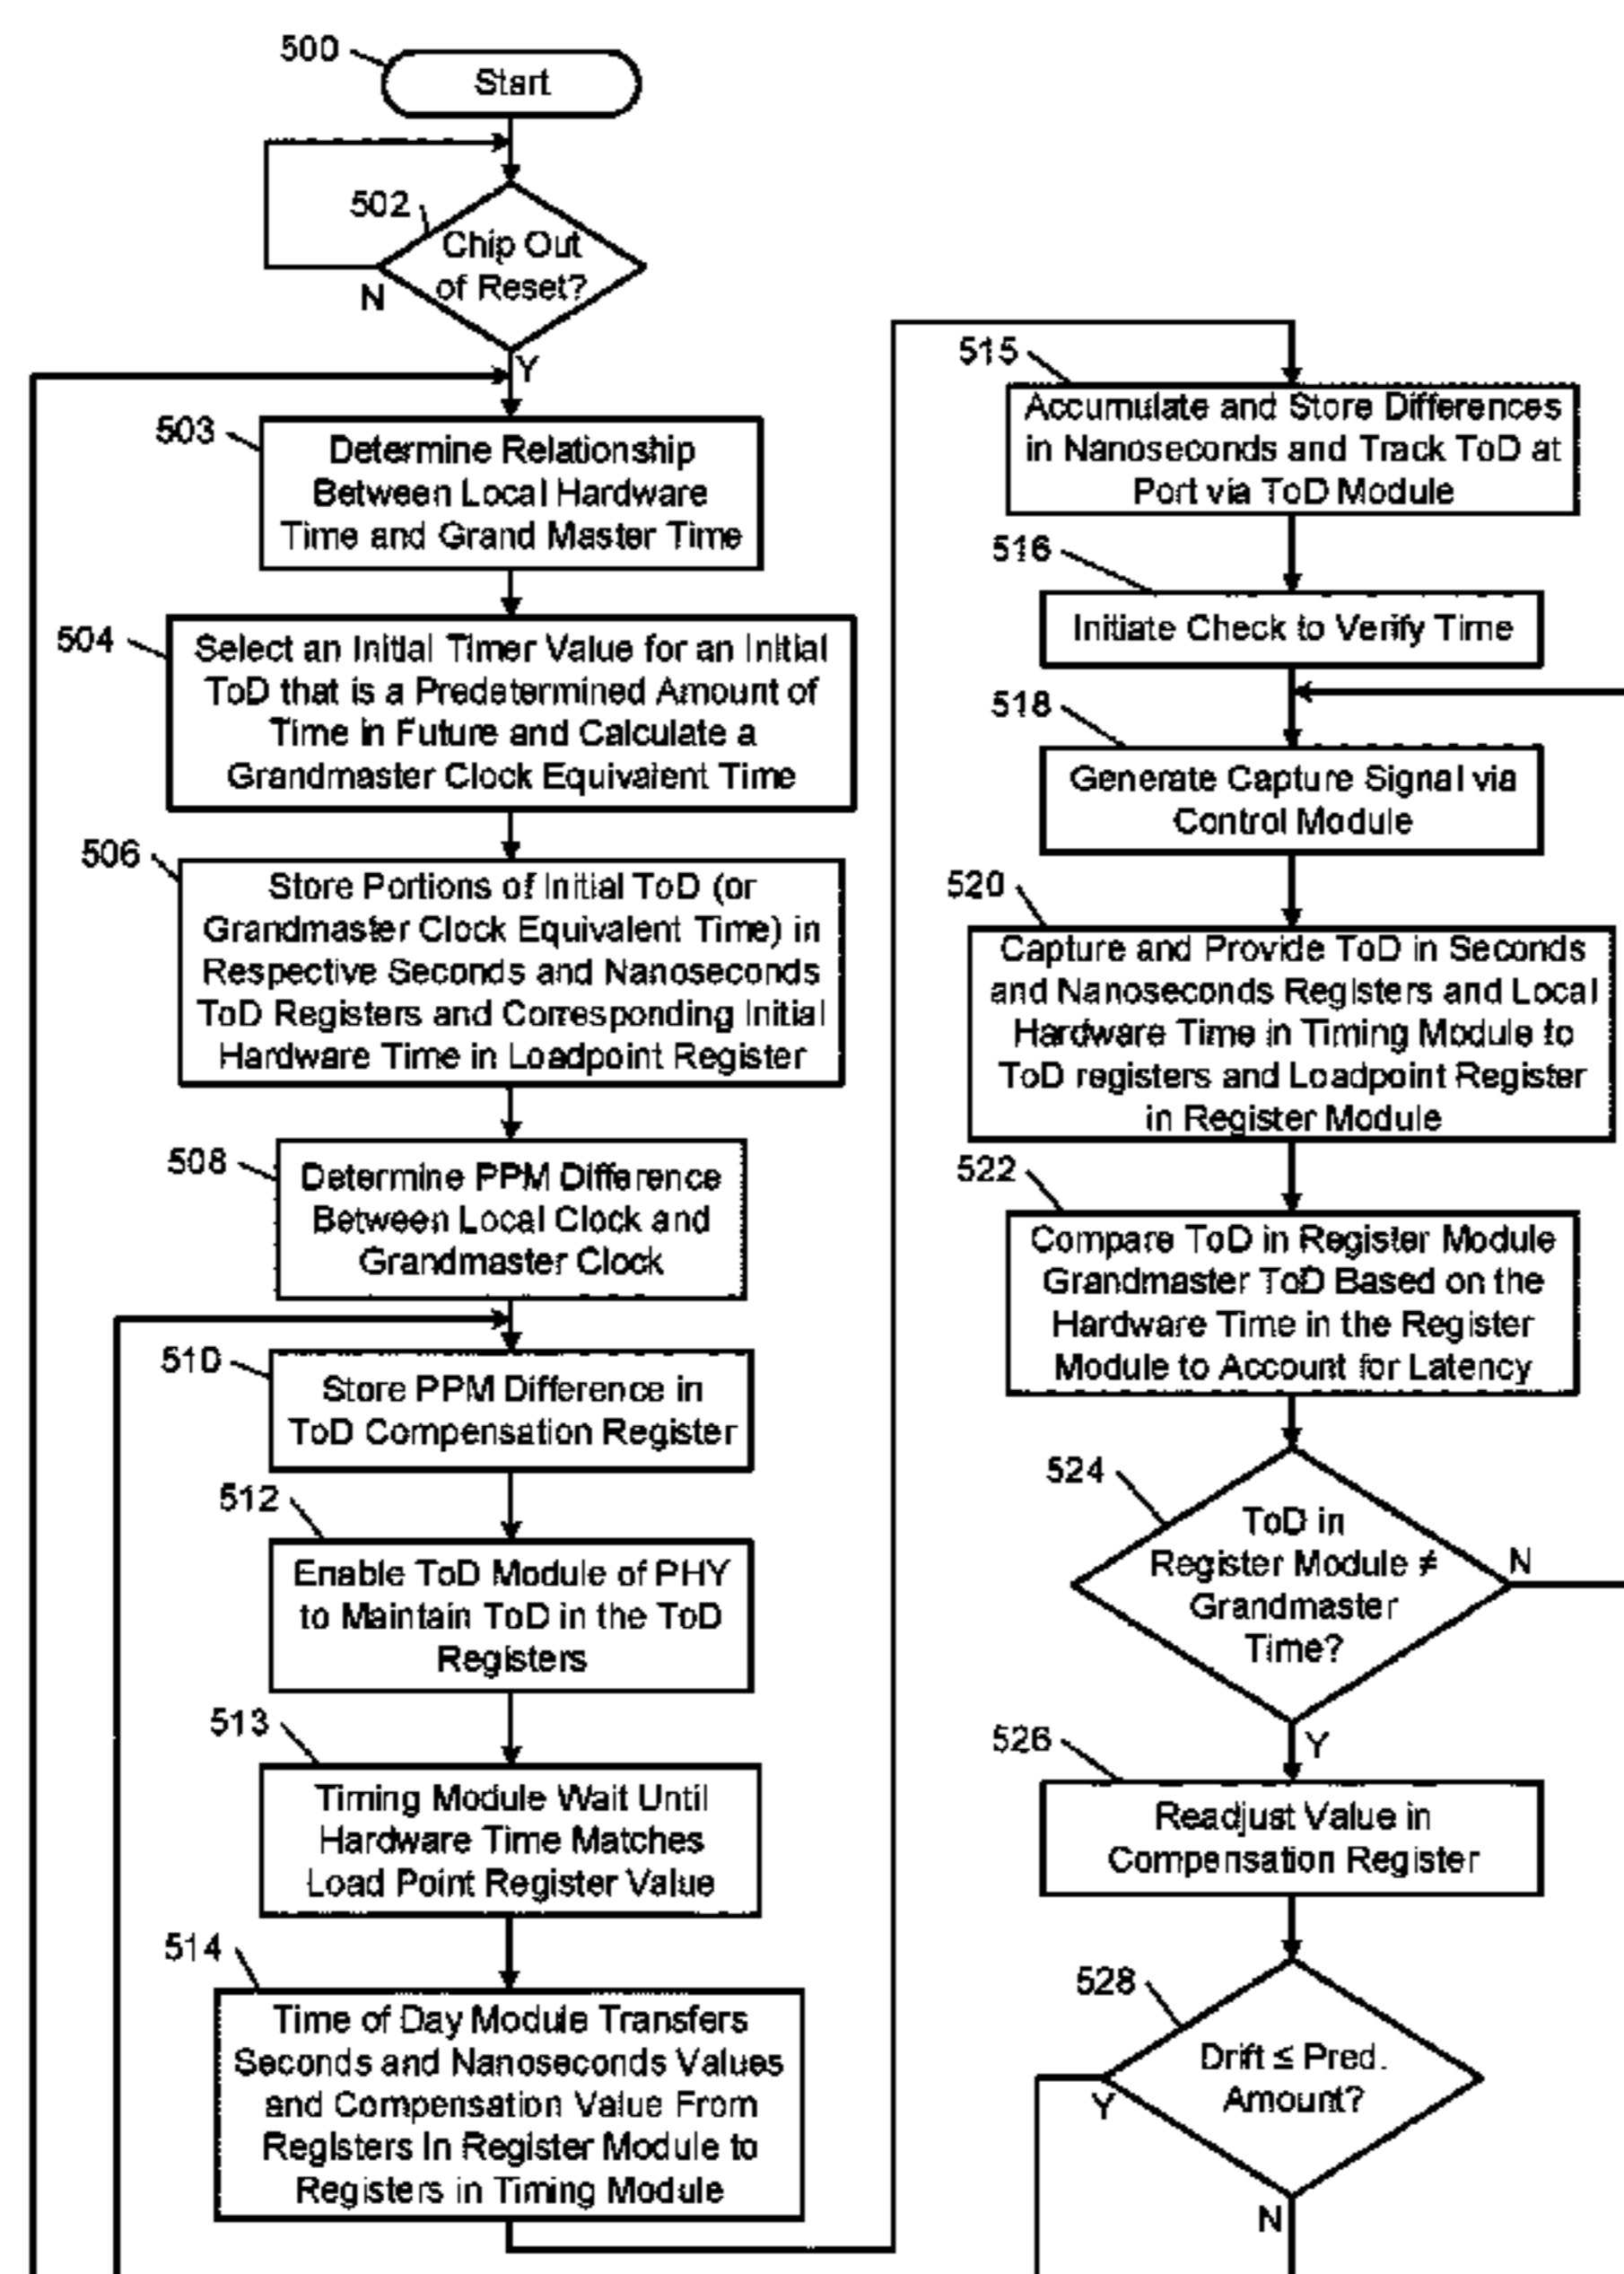 500
Start
502
Chip Out
of Reset?
N
Y
503
Determine Relationship
Between Local Hardware
Time and Grand Master Time
504
Select an Initial Timer Value for an Initial
ToD that is a Predetermined Amount of
Time in Future and Calculate a
Grandmaster Clock Equivalent Time
506
Store Portions of Initial ToD (or
Grandmaster Clock Equivalent Time) in
Respective Seconds and Nanoseconds
ToD Registers and Corresponding Initial
Hardware Time in Loadpoint Register
508
Determine PPM Difference
Between Local Clock and
Grandmaster Clock
510
Store PPM Difference in
ToD Compensation Register
512
Enable ToD Module of PHY
to Maintain ToD in the ToD
Registers
513
Timing Module Wait Until
Hardware Time Matches
Load Point Register Value
514
Time of Day Module Transfers
Seconds and Nanoseconds Values
and Compensation Value From
Registers in Register Module to
Registers in Timing Module
515
Accumulate and Store Differences
in Nanoseconds and Track ToD at
Port via ToD Module
516
Initiate Check to Verify Time
518
Generate Capture Signal via
Control Module
520
Capture and Provide ToD in Seconds
and Nanoseconds Registers and Local
Hardware Time in Timing Module to
ToD registers and Loadpoint Register
in Register Module
522
Compare ToD in Register Module
Grandmaster ToD Based on the
Hardware Time in the Register
Module to Account for Latency
524
ToD in
Register Module ≠
Grandmaster
Time?
N
Y
526
Readjust Value in
Compensation Register
528
Drift ≤ Pred.
Amount?
Y
N